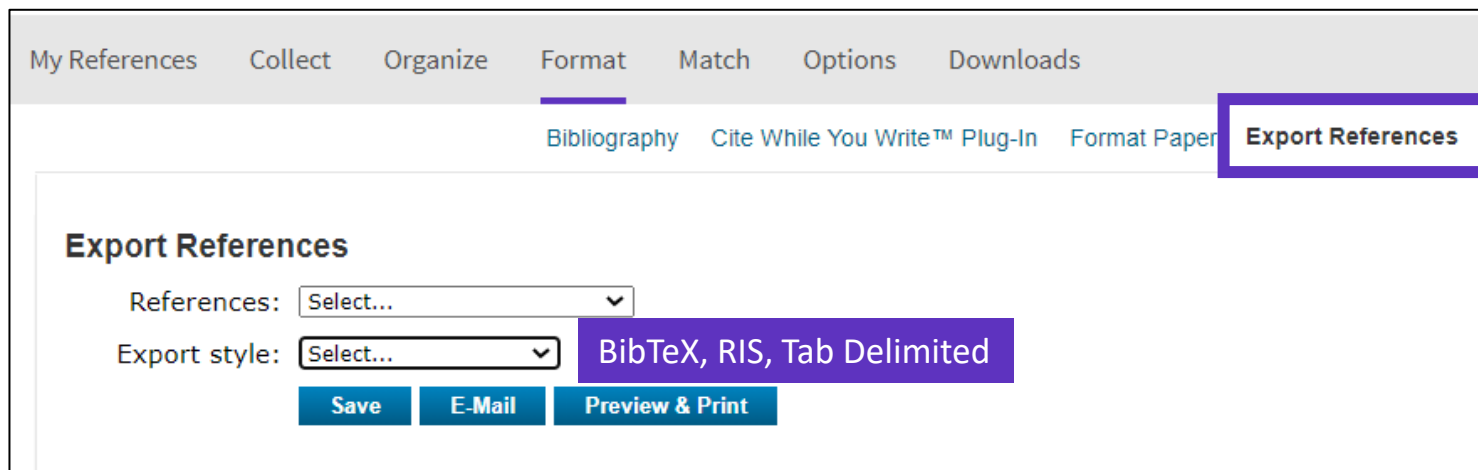 My References Collect Organize Format Match Options Downloads
Bibliography Cite While You Write™ Plug-In Format Paper Export References
Export References
References: Select...
Export style: Select... BibTeX, RIS, Tab Delimited
Save E-Mail Preview & Print